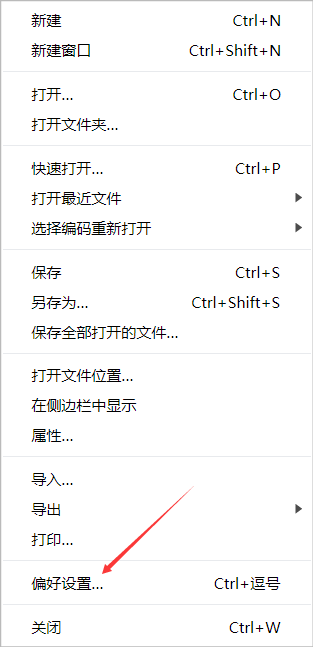 新建 Ctrl+N
新建窗口 Ctrl+Shift+N
打开... Ctrl+O
打开文件夹...
快速打开... Ctrl+P
打开最近文件
选择编码重新打开
保存 Ctrl+S
另存为... Ctrl+Shift+S
保存全部打开的文件...
打开文件位置...
在侧边栏中显示
属性...
导入...
导出
打印...
偏好设置... Ctrl+逗号
关闭 Ctrl+W